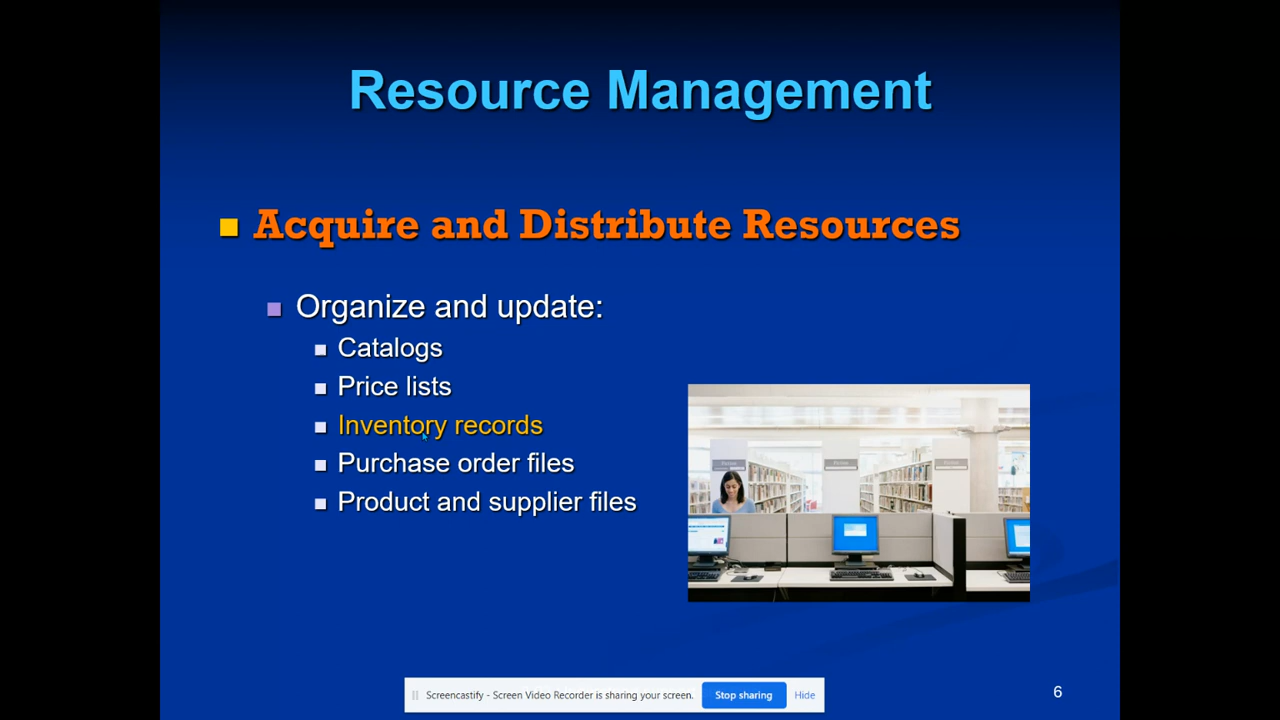 Resource Management
Acquire and Distribute Resources
Organize and update:
Catalogs
Price lists
Inventory records
Purchase order files
Product and supplier files
Screencastify - Screen Video Recorder is sharing your screen. Stop sharing Hide
6